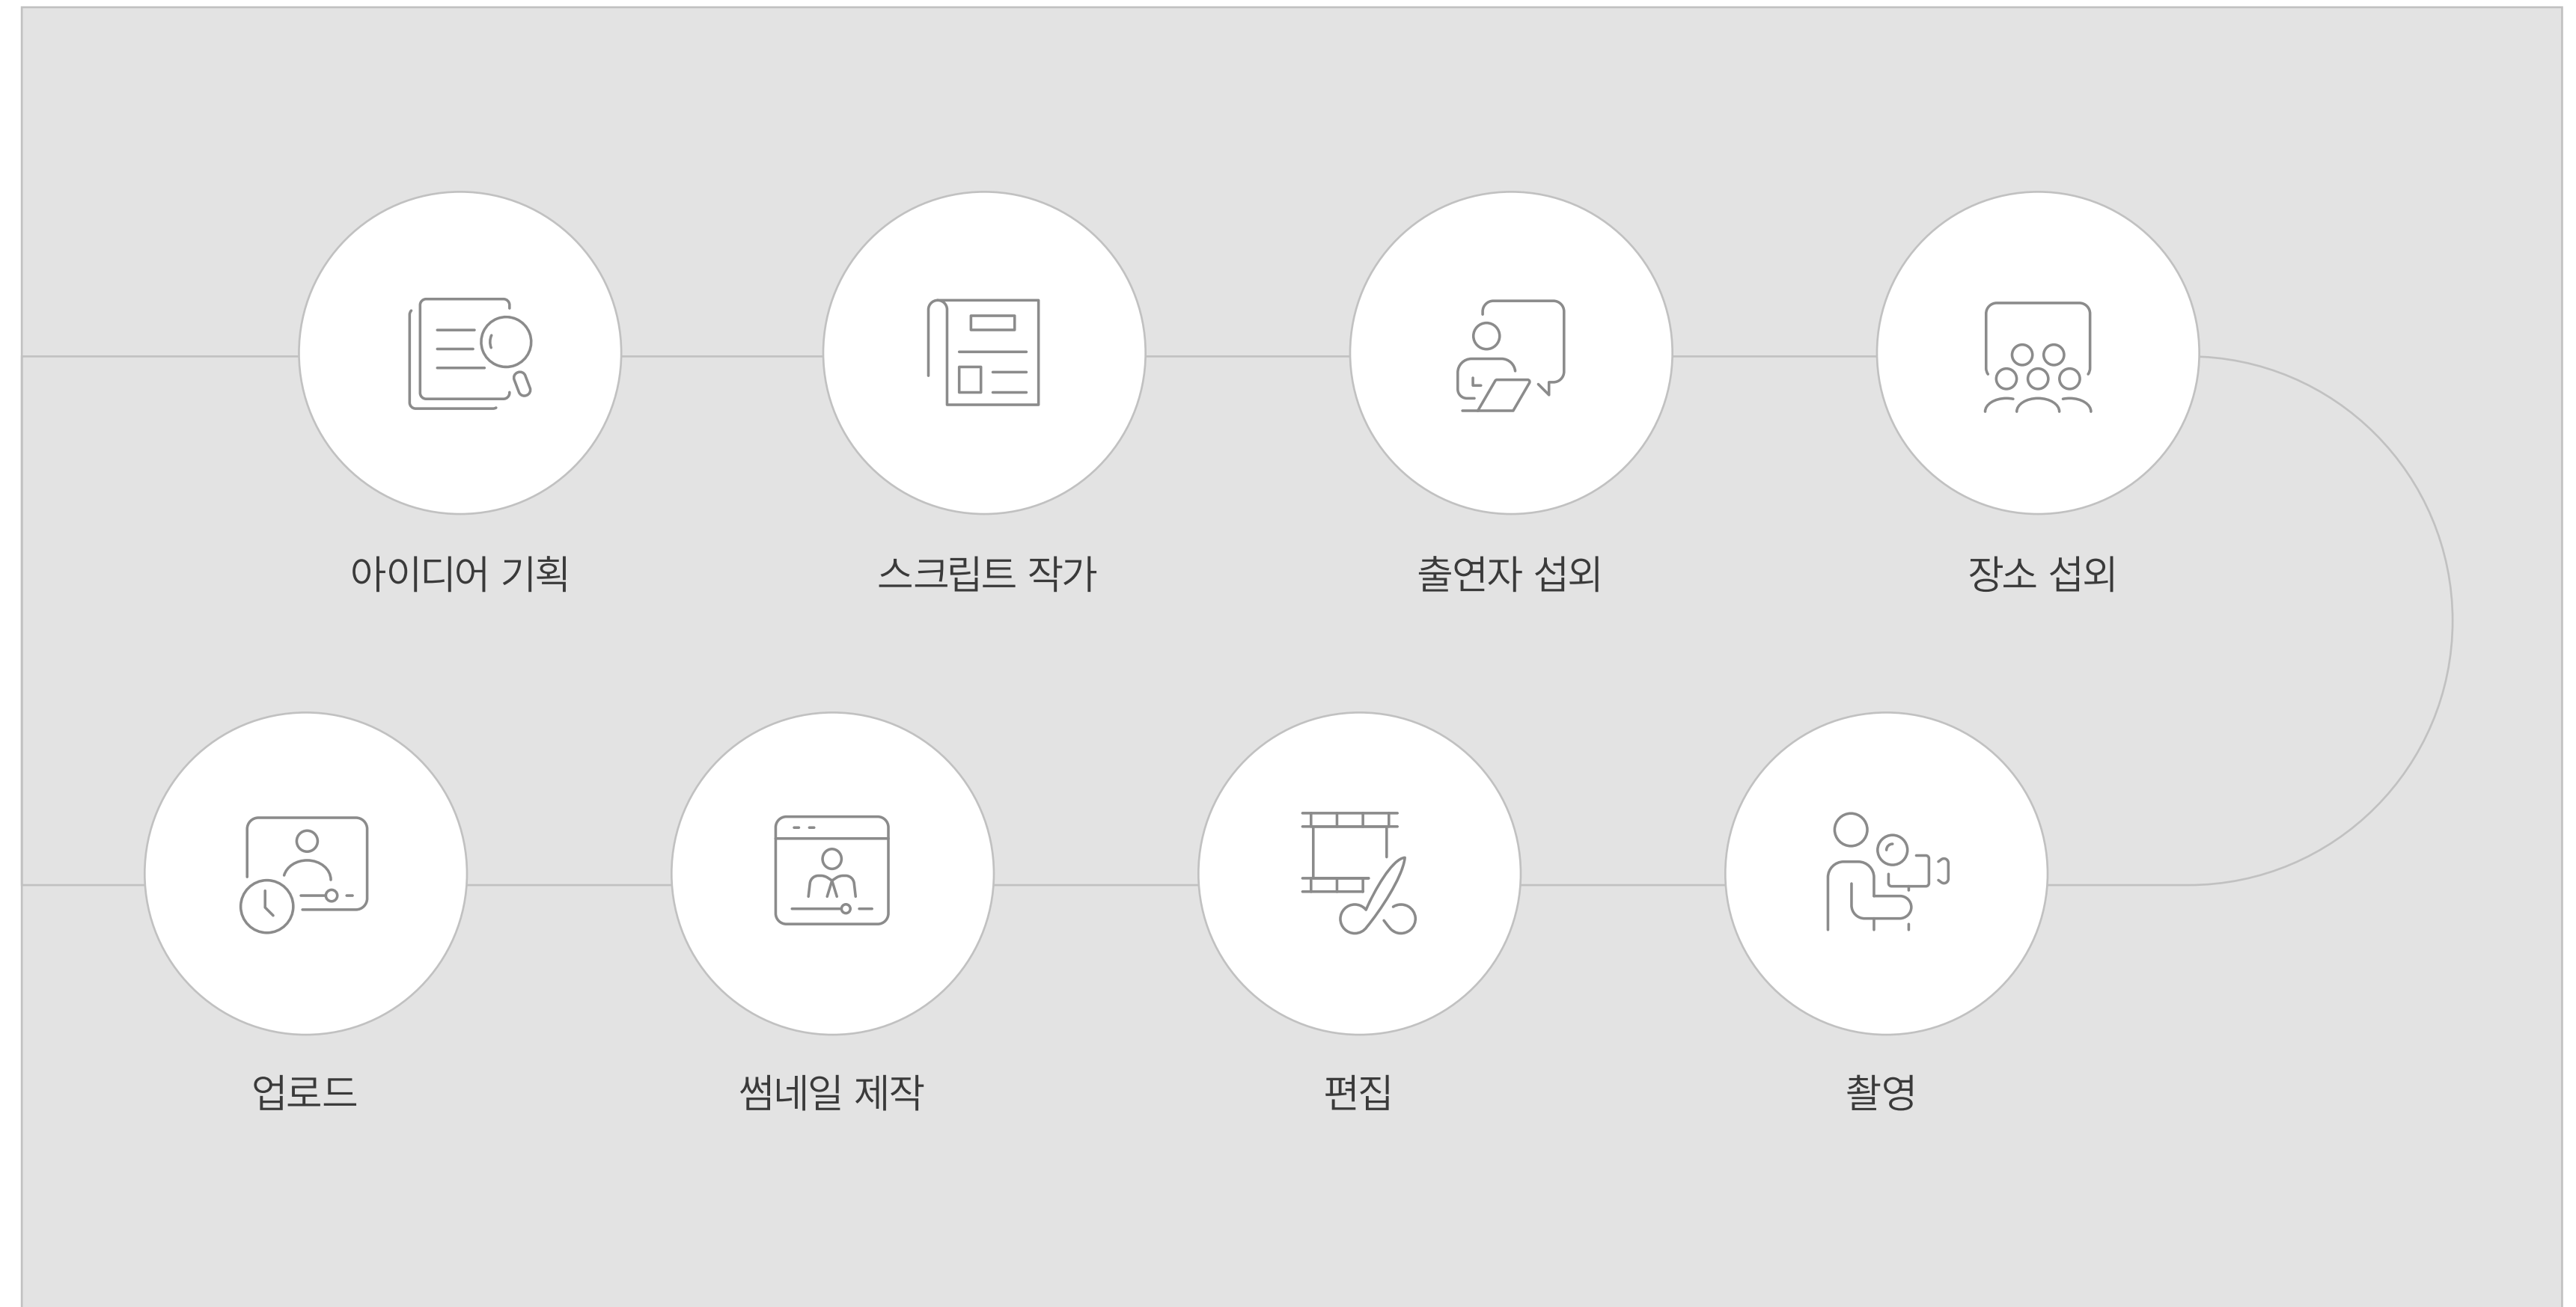 아이디어 기획
스크립트 작가
출연자 섭외
장소 섭외
업로드
썸네일 제작
편집
촬영